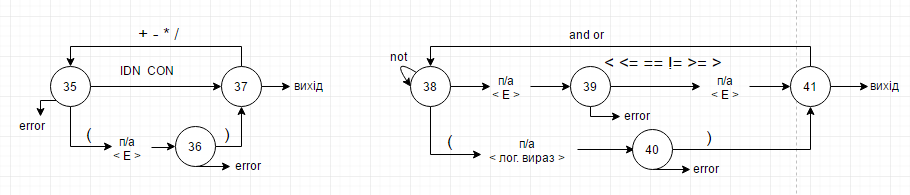 + - * /
35
IDN CON
37
вихід
error
(
п/а
< E >
36
)
error
and or
not
38
п/а
< E >
39
< <= == != >= >
п/а
< E >
41
вихід
error
(
п/а
< лог. вираз >
40
)
error